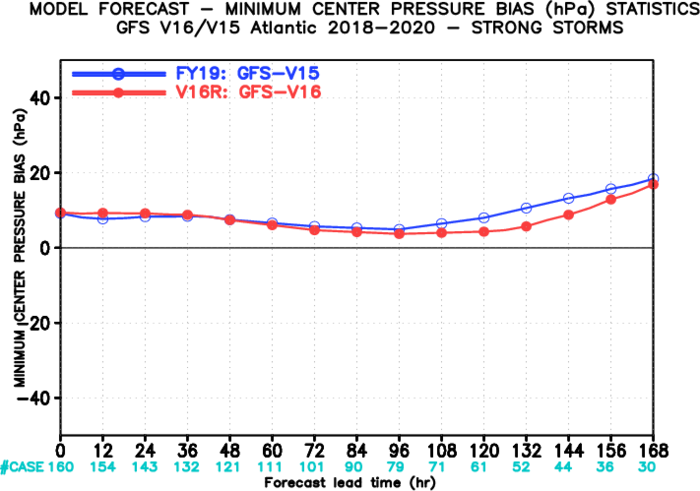 MODEL FORECAST – MINIMUM CENTER PRESSURE BIAS (hPa) STATISTICS
GFS V16/V15 Atlantic 2018–2020 – STRONG STORMS
FY19: GFS–V15
V16R: GFS–V16
MINIMUM CENTER PRESSURE BIAS (hPa)
40
20
0
–20
–40
0 12 24 36 48 60 72 84 96 108 120 132 144 156 168
#CASE 160 154 143 132 121 111 101 90 79 71 61 52 44 36 30
Forecast lead time (hr)